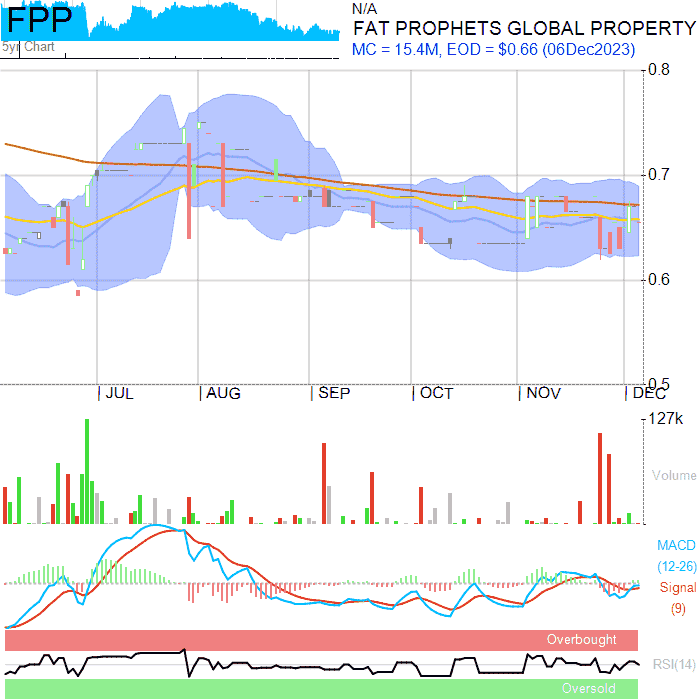 FPP
5yr Chart
N/A
FAT PROPHETS GLOBAL PROPERTY
MC = 15.4M, EOD = $0.66 (06Dec2023)
0.8
0.7
0.6
0.5
JUL
AUG
SEP
OCT
NOV
DEC
127k
Volume
MACD
(12-26)
Signal
(9)
Overbought
RSI(14)
Oversold